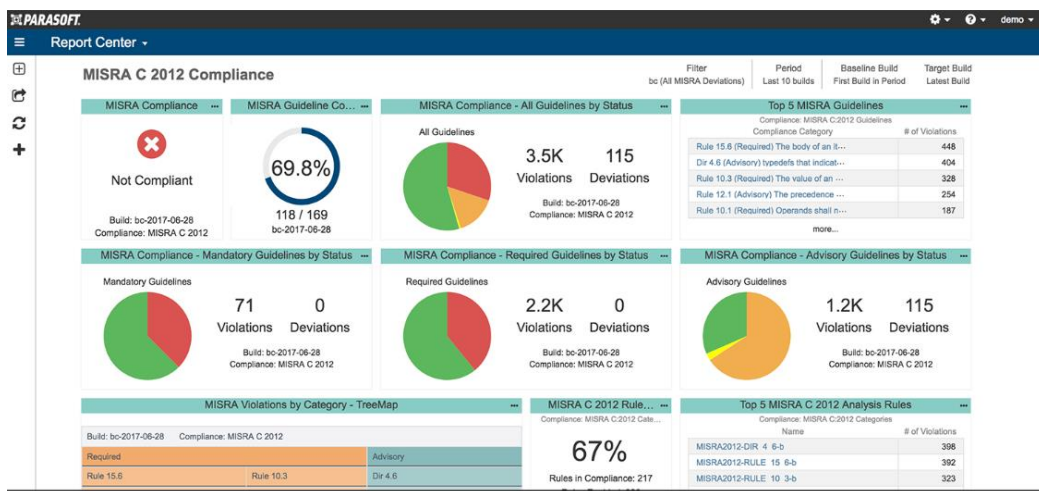 PARASOFT.
demo
Report Center
MISRA C 2012 Compliance
Filter
bc (All MISRA Deviations)
Period
Last 10 builds
Baseline Build
First Build in Period
Target Build
Latest Build
MISRA Compliance ...
Not Compliant
Build: bc-2017-06-28
Compliance: MISRA C 2012
MISRA Guideline Co... ...
69.8%
118 / 169
bc-2017-06-28
MISRA Compliance - All Guidelines by Status ...
All Guidelines
3.5K 115
Violations Deviations
Build: bc-2017-06-28
Compliance: MISRA C 2012
Top 5 MISRA Guidelines ...
Compliance: MISRA C:2012 Guidelines
Compliance Category # of Violations
Rule 15.6 (Required) The body of an it··· 448
Dir 4.6 (Advisory) typedefs that indicat··· 404
Rule 10.3 (Required) The value of an ··· 328
Rule 12.1 (Advisory) The precedence ··· 254
Rule 10.1 (Required) Operands shall n··· 187
more...
MISRA Compliance - Mandatory Guidelines by Status ...
Mandatory Guidelines
71 0
Violations Deviations
Build: bc-2017-06-28
Compliance: MISRA C 2012
MISRA Compliance - Required Guidelines by Status ...
Required Guidelines
2.2K 0
Violations Deviations
Build: bc-2017-06-28
Compliance: MISRA C 2012
MISRA Compliance - Advisory Guidelines by Status ...
Advisory Guidelines
1.2K 115
Violations Deviations
Build: bc-2017-06-28
Compliance: MISRA C 2012
MISRA Violations by Category - TreeMap ...
Build: bc-2017-06-28 Compliance: MISRA C 2012
Required Advisory
Rule 15.6 Rule 10.3 Dir 4.6
MISRA C 2012 Rule... ...
Compliance: MISRA C:2012 Cate...
67%
Rules in Compliance: 217
Top 5 MISRA C 2012 Analysis Rules ...
Compliance: MISRA C:2012 Categories
Name # of Violations
MISRA2012-DIR_4_6-b 398
MISRA2012-RULE_15_6-b 392
MISRA2012-RULE_10_3-b 323